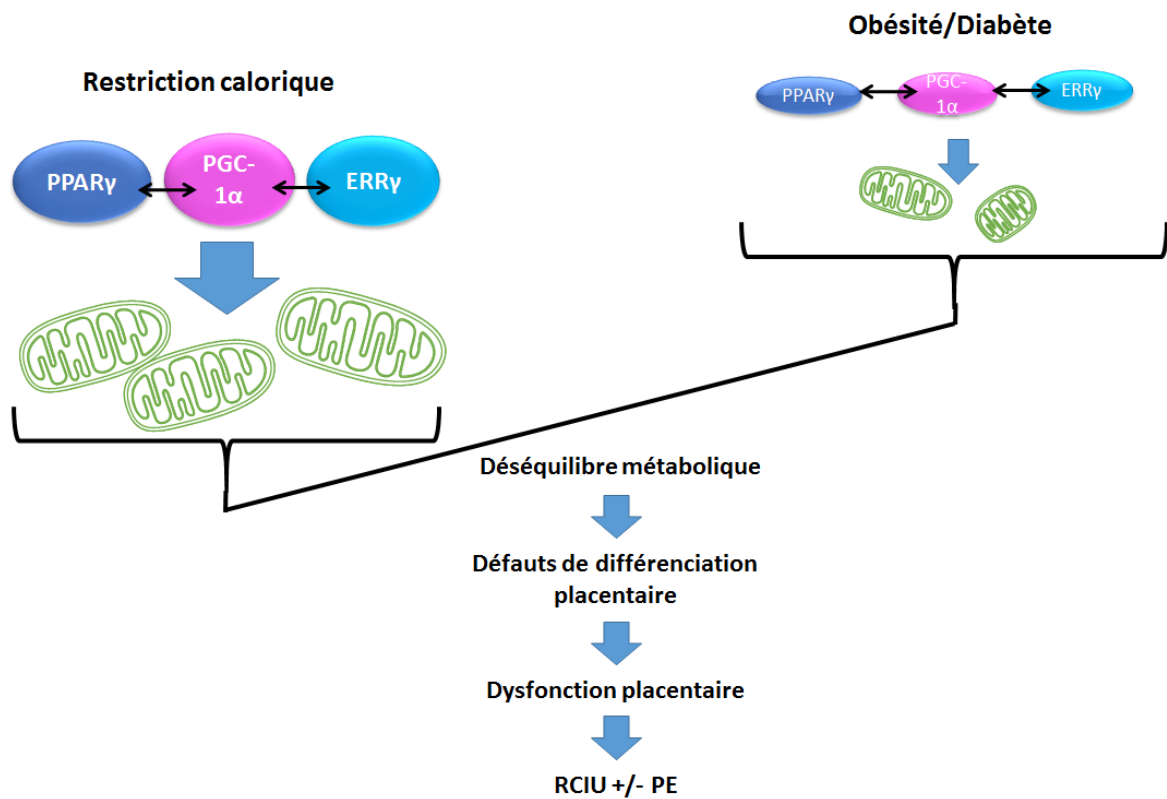 Restriction calorique
PPARγ
PGC-
1α
ERRγ
Obésité/Diabète
PPARγ
PGC-
1α
ERRγ
Déséquilibre métabolique
Défauts de différenciation
placentaire
Dysfonction placentaire
RCIU +/- PE